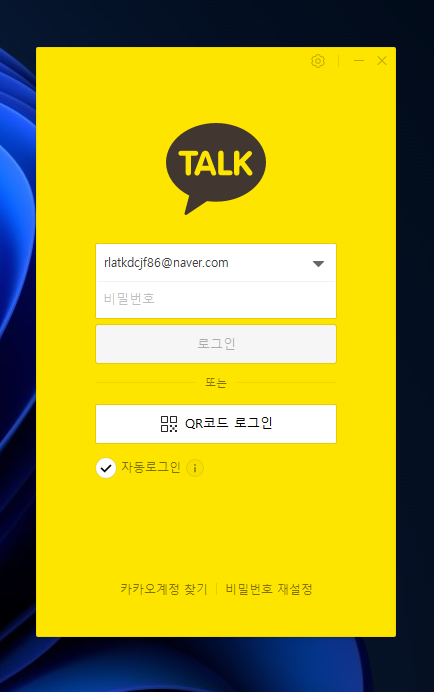 TALK
rlatkdcjf86@naver.com
비밀번호
로그인
또는
QR코드 로그인
자동로그인
카카오계정 찾기
비밀번호 재설정